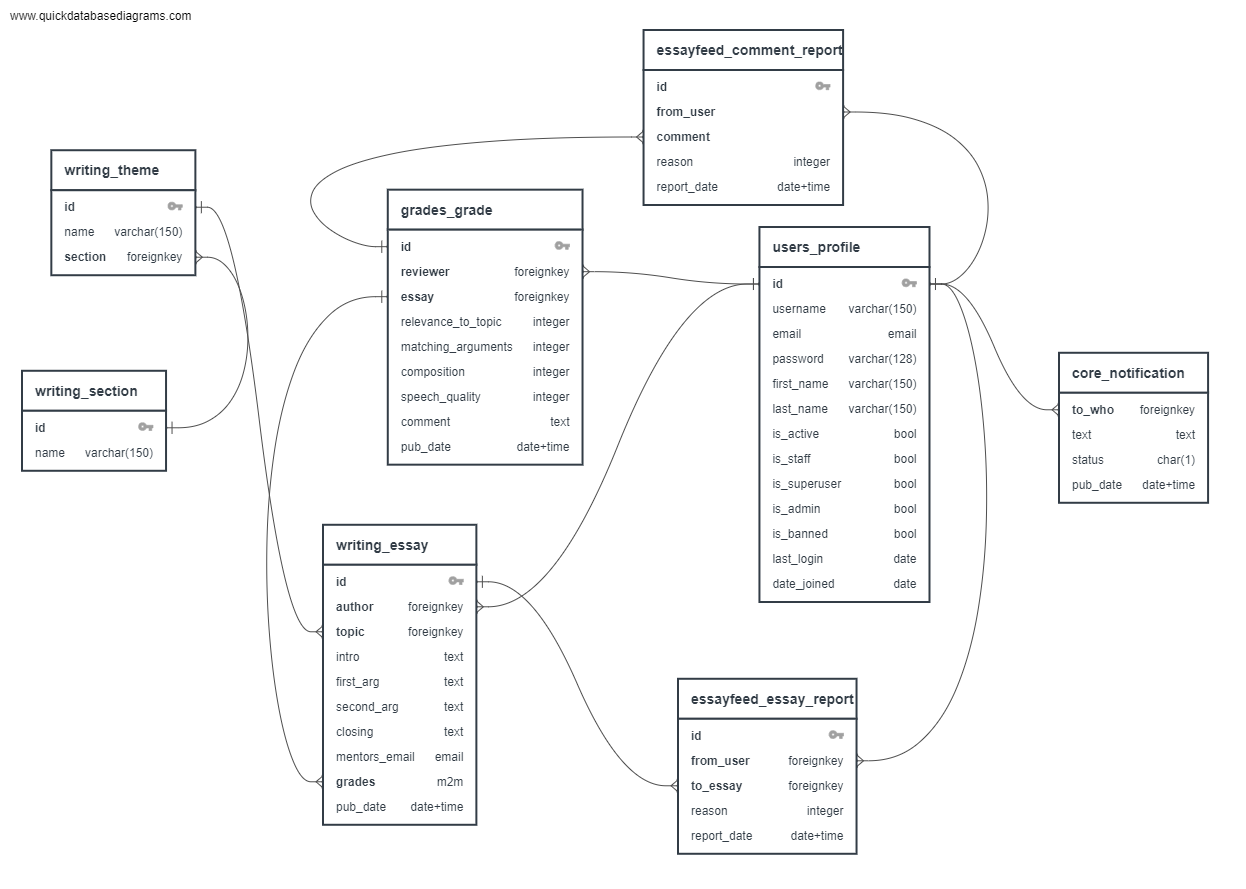 www.quickdatabasediagrams.com
essayfeed_comment_report
id
from_user
comment
reason integer
report_date date+time
writing_theme
id
name varchar(150)
section foreignkey
grades_grade
id
reviewer foreignkey
essay foreignkey
relevance_to_topic integer
matching_arguments integer
composition integer
speech_quality integer
comment text
pub_date date+time
users_profile
id
username varchar(150)
email email
password varchar(128)
first_name varchar(150)
last_name varchar(150)
is_active bool
is_staff bool
is_superuser bool
is_admin bool
is_banned bool
last_login date
date_joined date
core_notification
to_who foreignkey
text text
status char(1)
pub_date date+time
writing_section
id
name varchar(150)
writing_essay
id
author foreignkey
topic foreignkey
intro text
first_arg text
second_arg text
closing text
mentors_email email
grades m2m
pub_date date+time
essayfeed_essay_report
id
from_user foreignkey
to_essay foreignkey
reason integer
report_date date+time